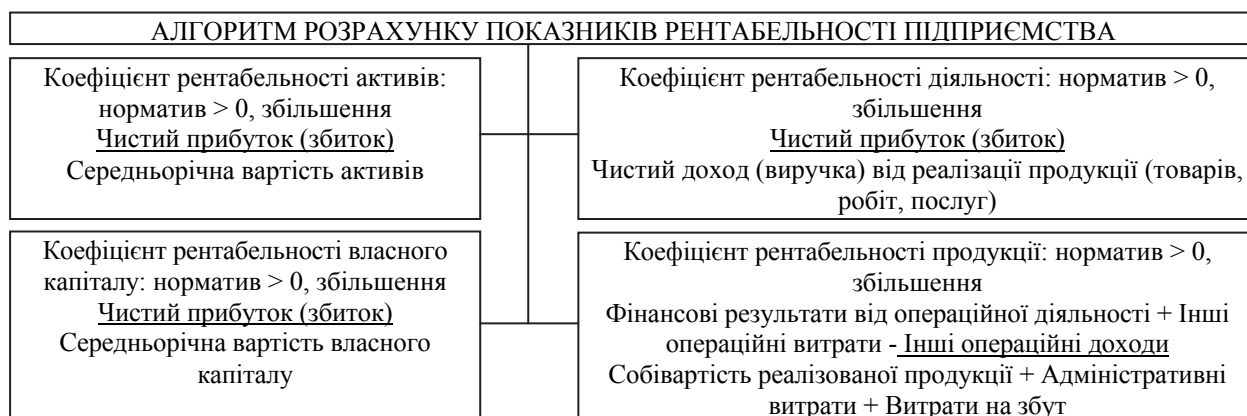 АЛГОРИТМ РОЗРАХУНКУ ПОКАЗНИКІВ РЕНТАБЕЛЬНОСТІ ПІДПРИЄМСТВА
Коефіцієнт рентабельності активів:
норматив > 0, збільшення
Чистий прибуток (збиток)
Середньорічна вартість активів
Коефіцієнт рентабельності діяльності: норматив > 0,
збільшення
Чистий прибуток (збиток)
Чистий доход (виручка) від реалізації продукції (товарів,
робіт, послуг)
Коефіцієнт рентабельності власного
капіталу: норматив > 0, збільшення
Чистий прибуток (збиток)
Середньорічна вартість власного
капіталу
Коефіцієнт рентабельності продукції: норматив > 0,
збільшення
Фінансові результати від операційної діяльності + Інші
операційні витрати - Інші операційні доходи
Собівартість реалізованої продукції + Адміністративні
витрати + Витрати на збут